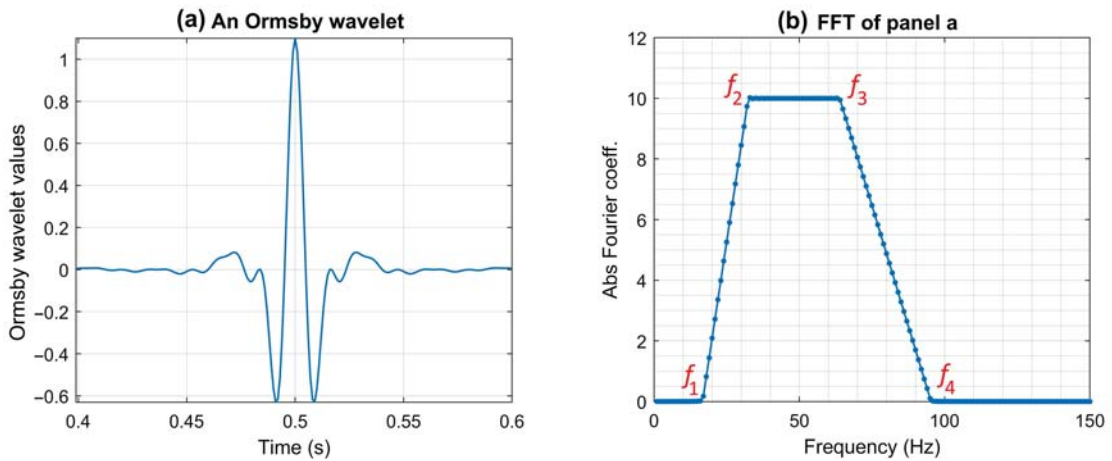 (a) An Ormsby wavelet
Ormsby wavelet values
1
0.8
0.6
0.4
0.2
0
−0.2
−0.4
−0.6
0.4
0.45
0.5
0.55
0.6
Time (s)
(b) FFT of panel a
Abs Fourier coeff.
12
10
8
6
4
2
0
f2
f3
f1
f4
0
50
100
150
Frequency (Hz)